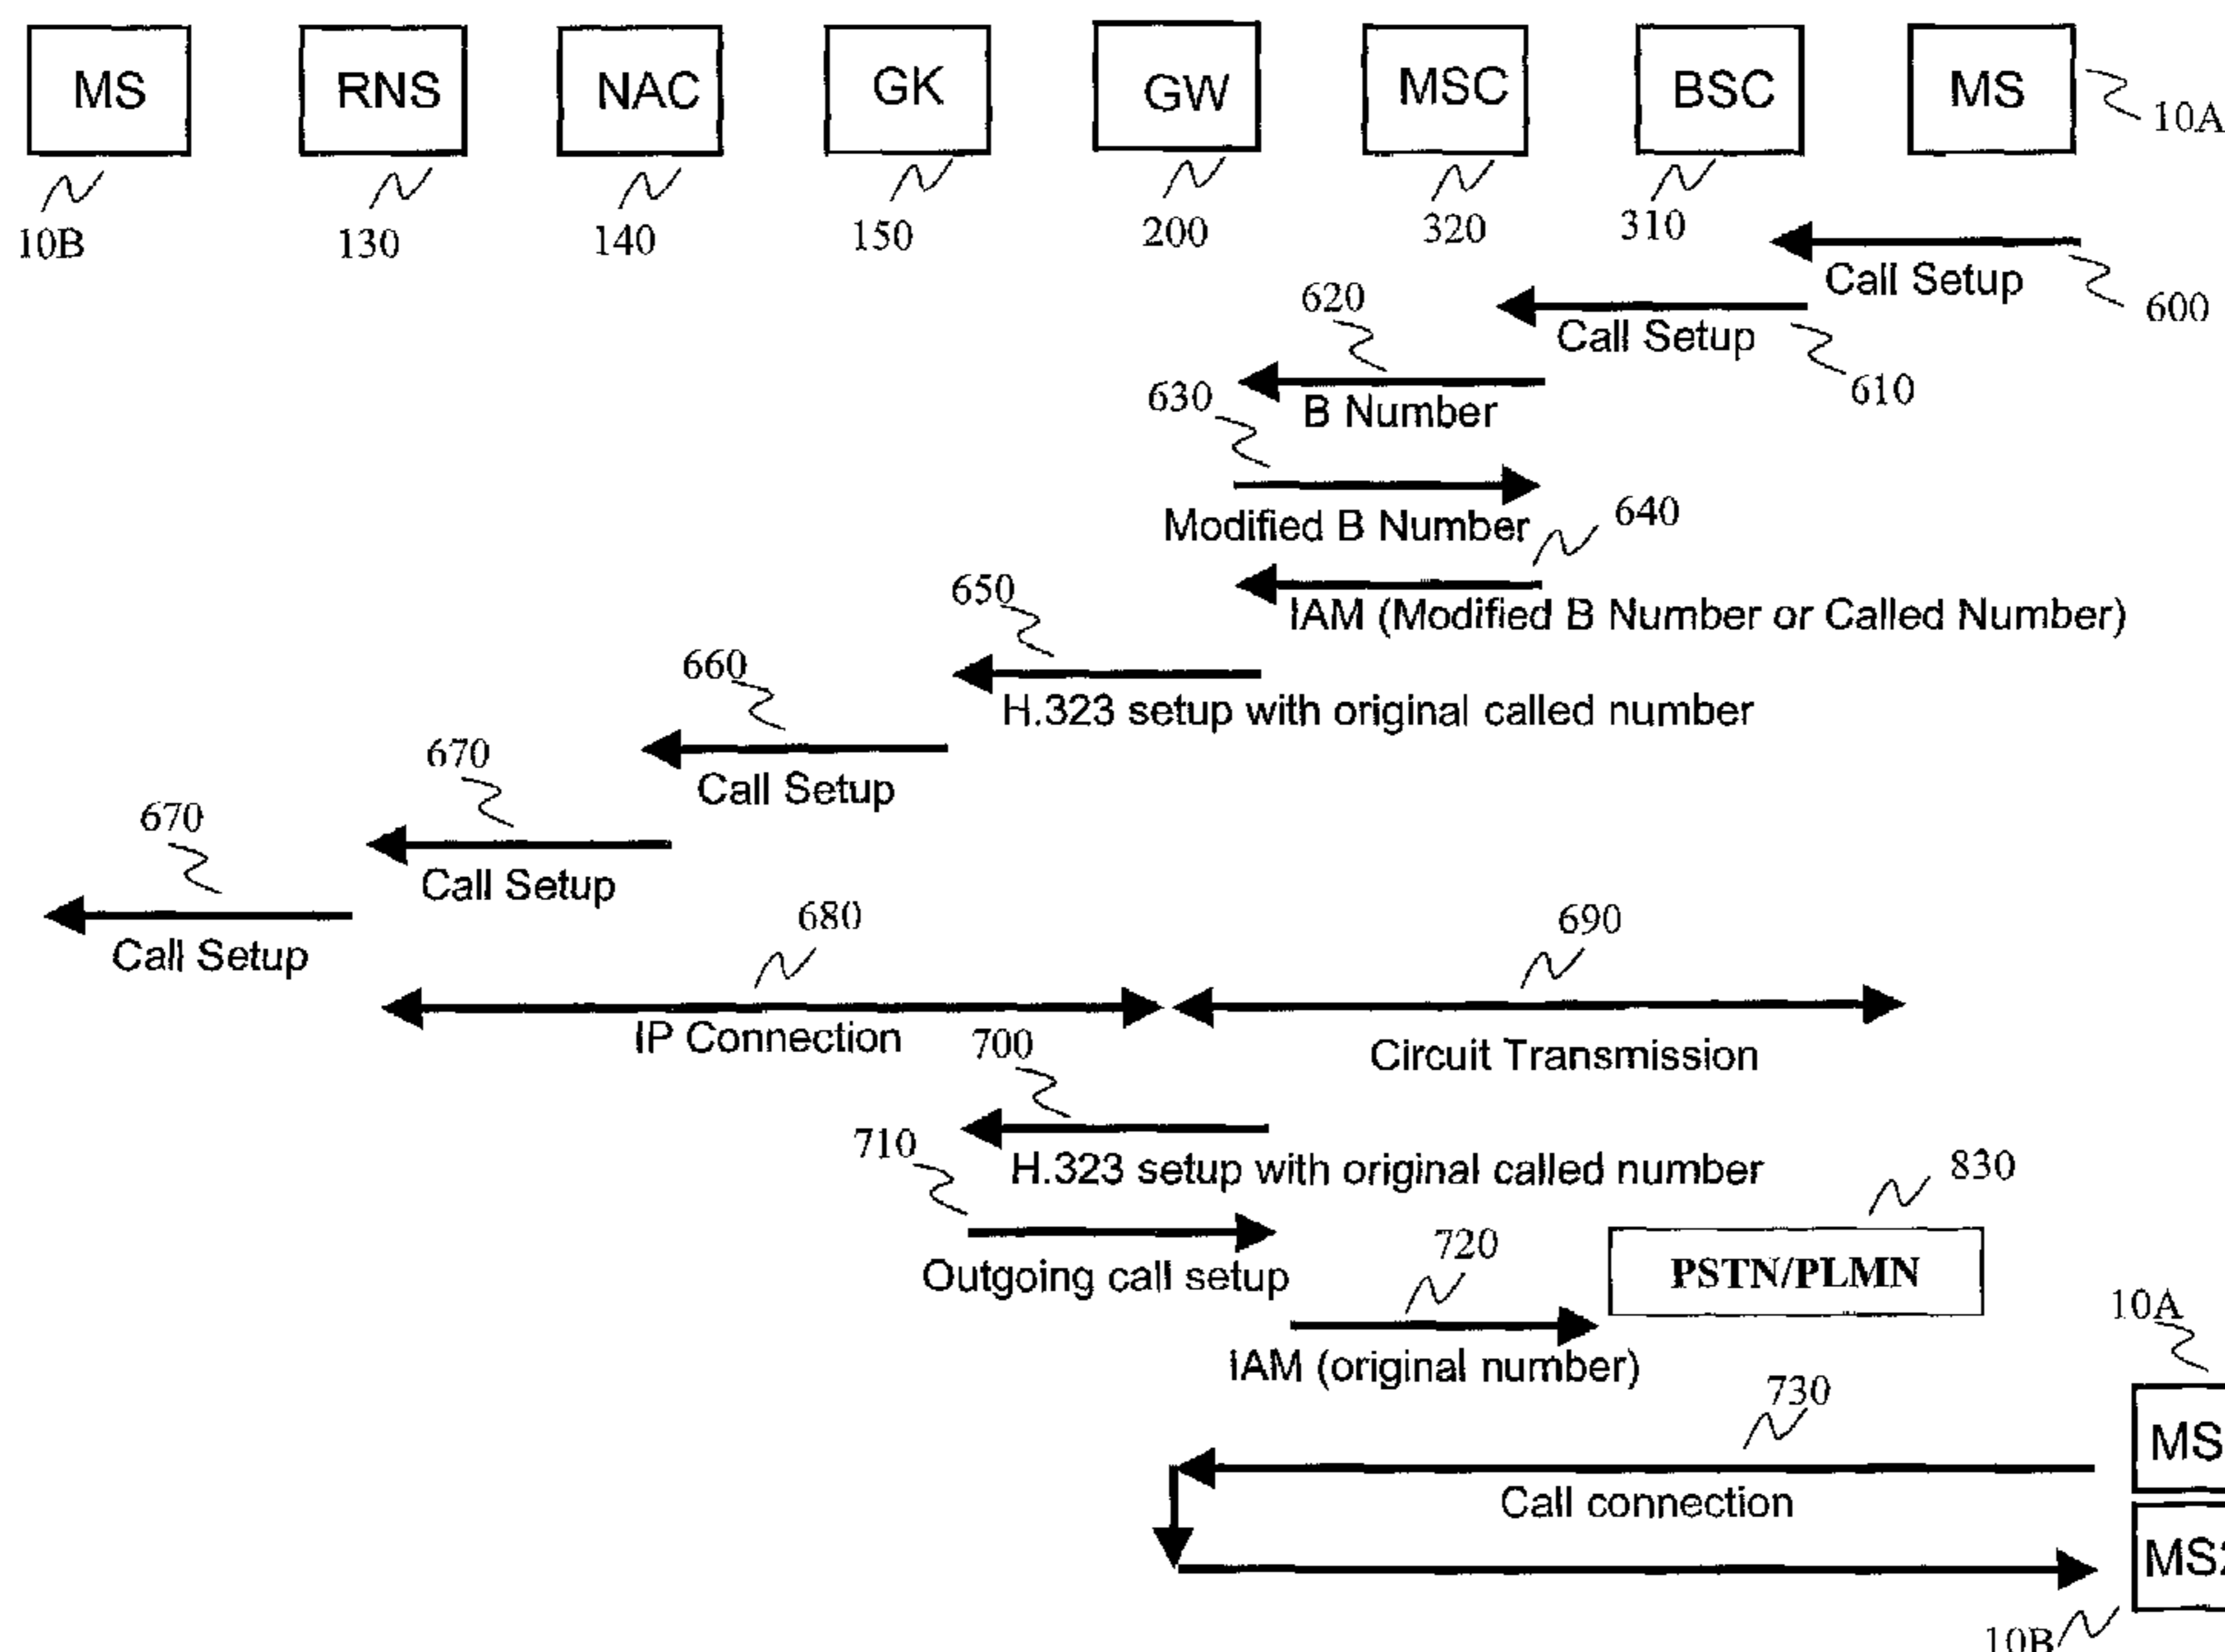 MS RNS NAC GK GW MSC BSC MS
10A
10B 130 140 150 200 320 310
Call Setup
600
620
Call Setup
610
630
B Number
Modified B Number
640
650
IAM (Modified B Number or Called Number)
660
H.323 setup with original called number
670
Call Setup
670
Call Setup
680
690
Call Setup
IP Connection
700
Circuit Transmission
710
H.323 setup with original called number
830
Outgoing call setup
720
PSTN/PLMN
10A
IAM (original number)
730
MS
Call connection
MS2
10B